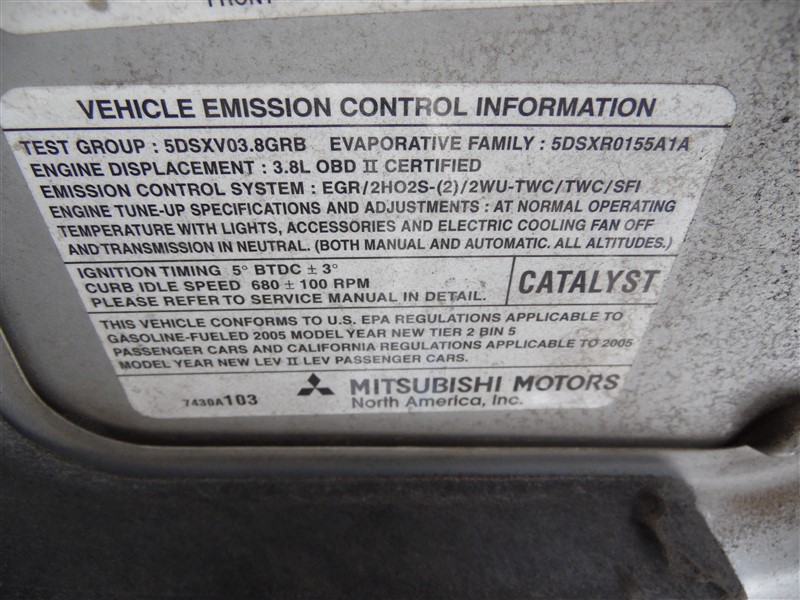 FRONT
VEHICLE EMISSION CONTROL INFORMATION
TEST GROUP : 5DSXV03.8GRB EVAPORATIVE FAMILY : 5DSXR0155A1A
ENGINE DISPLACEMENT : 3.8L OBD II CERTIFIED
EMISSION CONTROL SYSTEM : EGR/2HO2S-(2)/2WU-TWC/TWC/SFI
ENGINE TUNE-UP SPECIFICATIONS AND ADJUSTMENTS : AT NORMAL OPERATING
TEMPERATURE WITH LIGHTS, ACCESSORIES AND ELECTRIC COOLING FAN OFF
AND TRANSMISSION IN NEUTRAL. (BOTH MANUAL AND AUTOMATIC. ALL ALTITUDES.)
IGNITION TIMING 5° BTDC ± 3°
CURB IDLE SPEED 680 ± 100 RPM
PLEASE REFER TO SERVICE MANUAL IN DETAIL.
CATALYST
THIS VEHICLE CONFORMS TO U.S. EPA REGULATIONS APPLICABLE TO
GASOLINE-FUELED 2005 MODEL YEAR NEW TIER 2 BIN 5
PASSENGER CARS AND CALIFORNIA REGULATIONS APPLICABLE TO 2005
MODEL YEAR NEW LEV II LEV PASSENGER CARS.
7430A103
MITSUBISHI MOTORS
North America, Inc.